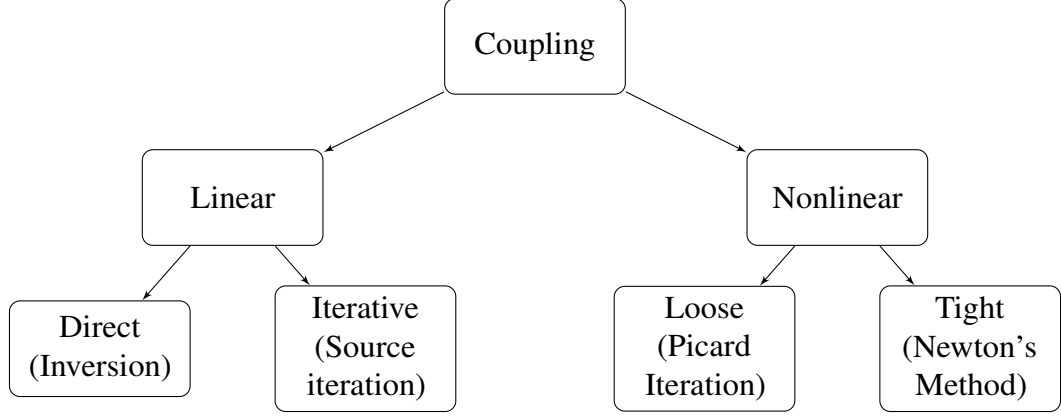 Coupling
Linear
Nonlinear
Direct
(Inversion)
Iterative
(Source
iteration)
Loose
(Picard
Iteration)
Tight
(Newton's
Method)